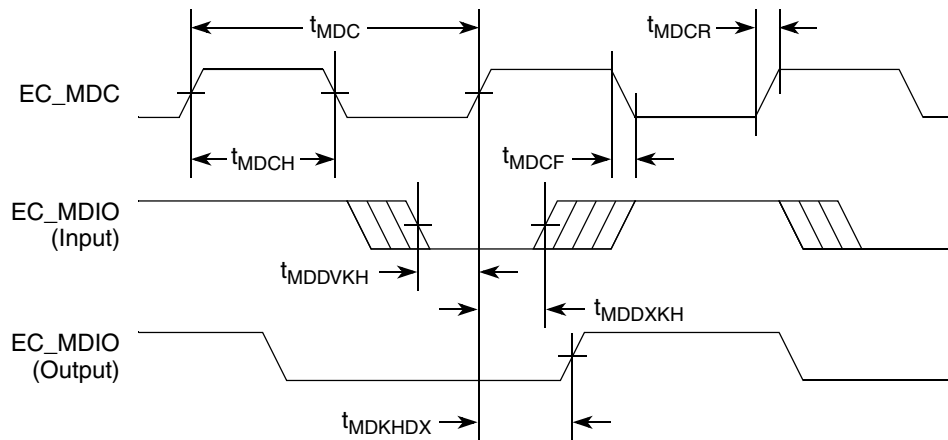 tMDC
tMDCR
EC_MDC
tMDCH
tMDCF
EC_MDIO
(Input)
tMDDVKH
tMDDXKH
EC_MDIO
(Output)
tMDKHDX